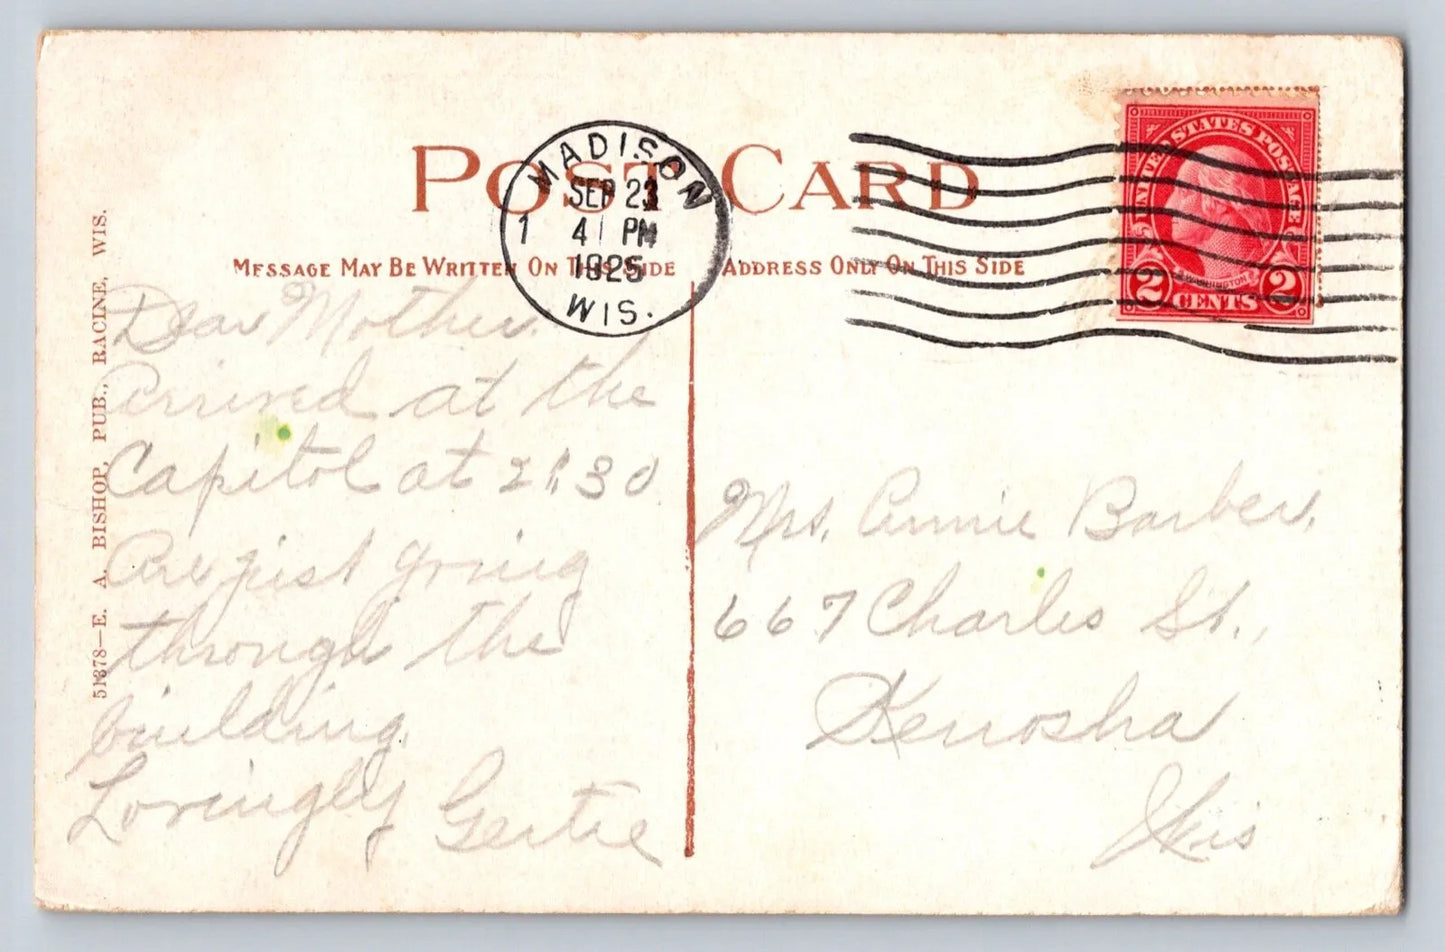 POST CARD
MADISON
SEP 23
1 4 PM
1925
WIS.
UNITED STATES POSTAGE
WASHINGTON
2 CENTS 2
MESSAGE MAY BE WRITTEN ON THIS SIDE
ADDRESS ONLY ON THIS SIDE
51378—E. A. BISHOP, PUB., RACINE, WIS.
Dear Mother.
Arrived at the
Capitol at 2:30
Are just going
through the
building
Lovingly Gertie
Mrs. Annie Barber.
667 Charles St.,
Kenosha
Wis